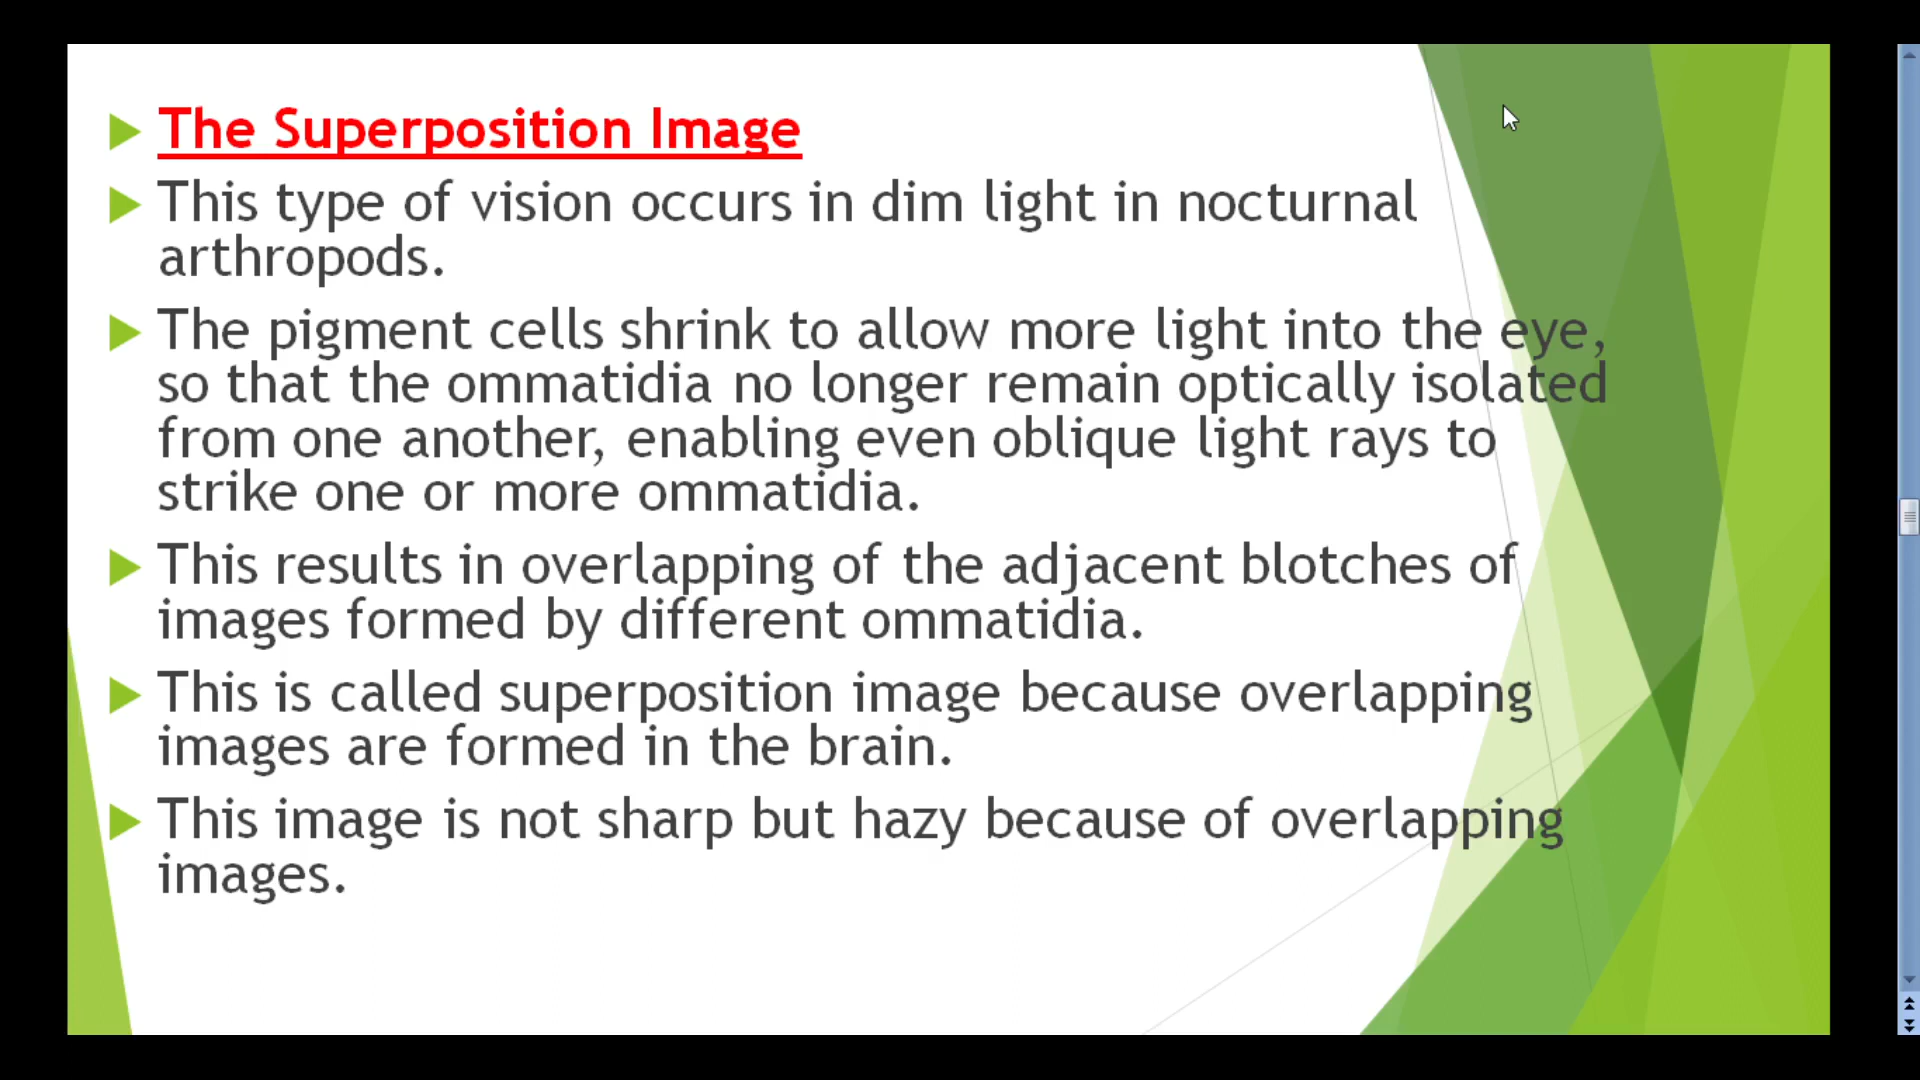 The Superposition Image
This type of vision occurs in dim light in nocturnal
arthropods.
The pigment cells shrink to allow more light into the eye,
so that the ommatidia no longer remain optically isolated
from one another, enabling even oblique light rays to
strike one or more ommatidia.
This results in overlapping of the adjacent blotches of
images formed by different ommatidia.
This is called superposition image because overlapping
images are formed in the brain.
This image is not sharp but hazy because of overlapping
images.